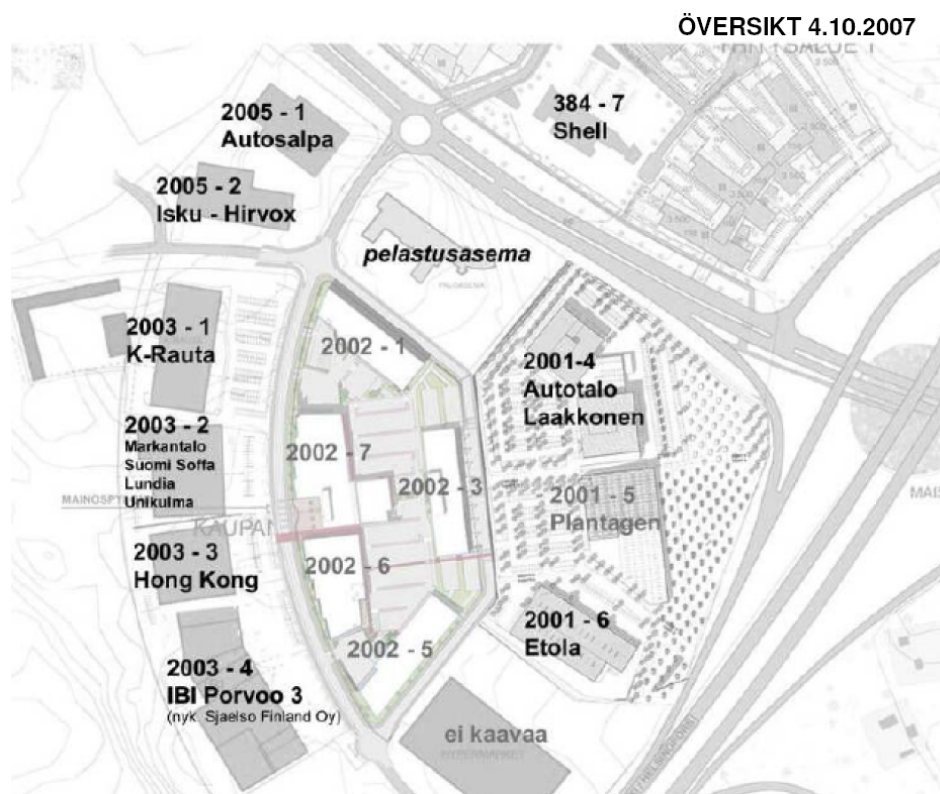 ÖVERSIKT 4.10.2007
2005 - 1
Autosalpa
384 - 7
Shell
2005 - 2
Isku - Hirvox
pelastusasema
2003 - 1
K-Rauta
2002 - 1
2001-4
Autotalo
Laakkonen
2003 - 2
Markantalo
Suomi Soffa
Lundia
Unikulma
2002 - 7
2002 - 3
2001 - 5
Plantagen
KAUPAN
2003 - 3
Hong Kong
2002 - 6
2001 - 6
Etola
2002 - 5
2003 - 4
IBI Porvoo 3
(nyk. Sjaelso Finland Oy)
ei kaavaa
HYPERMARKET